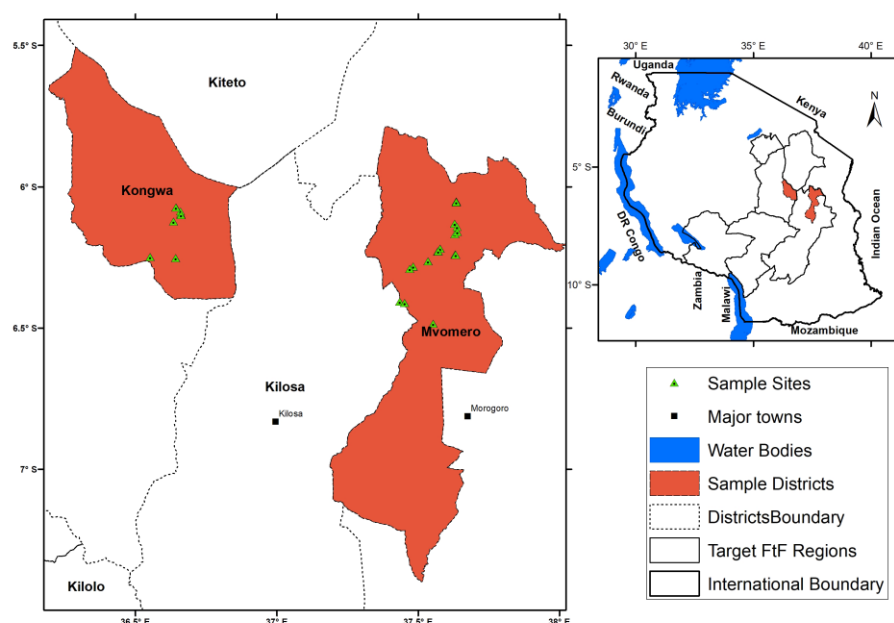 5.5° S
6° S
6.5° S
7° S
36.5° E
37° E
37.5° E
38° E
Kiteto
Kongwa
Mvomero
Kilosa
Kilosa
Morogoro
Kilolo
30° E
35° E
40° E
5° S
10° S
Uganda
Rwanda
Burundi
Kenya
N
DR Congo
Indian Ocean
Zambia
Malawi
Mozambique
Sample Sites
Major towns
Water Bodies
Sample Districts
DistrictsBoundary
Target FtF Regions
International Boundary